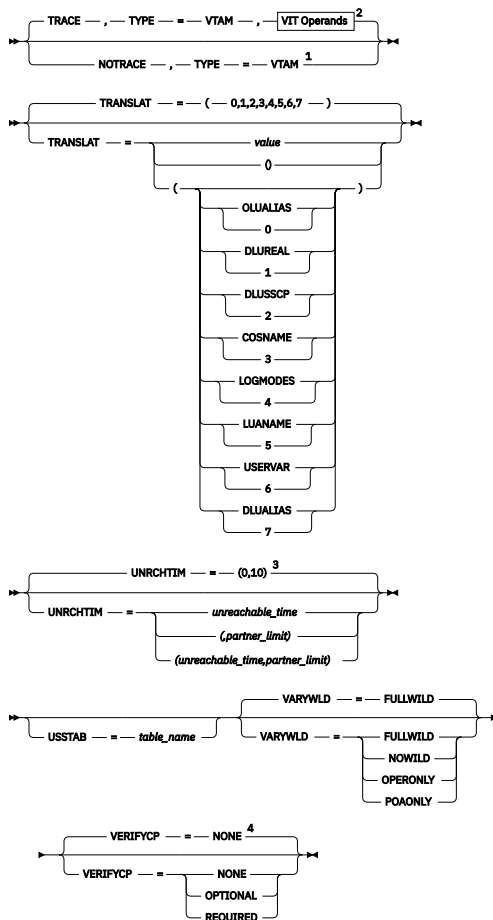 TRACE , TYPE = VTAM , VIT Operands 2
NOTRACE , TYPE = VTAM 1
TRANSLAT = ( 0,1,2,3,4,5,6,7 )
TRANSLAT = value
()
( )
OLUALIAS
0
DLUREAL
1
DLUSSCP
2
COSNAME
3
LOGMODES
4
LUANAME
5
USERVAR
6
DLUALIAS
7
UNRCHTIM = (0,10) 3
UNRCHTIM = unreachable_time
(,partner_limit)
(unreachable_time,partner_limit)
VARYWLD = FULLWILD
USSTAB = table_name VARYWLD = FULLWILD
NOWILD
OPERONLY
POAONLY
VERIFYCP = NONE 4
VERIFYCP = NONE
OPTIONAL
REQUIRED